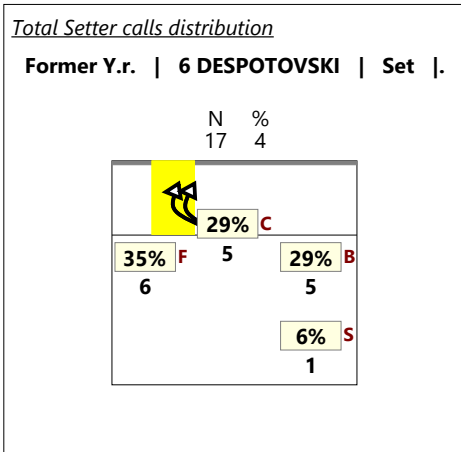 Total Setter calls distribution
Former Y.r. | 6 DESPOTOVSKI | Set |.
N %
17 4
29% C
5
35% F
6
29% B
5
6% S
1